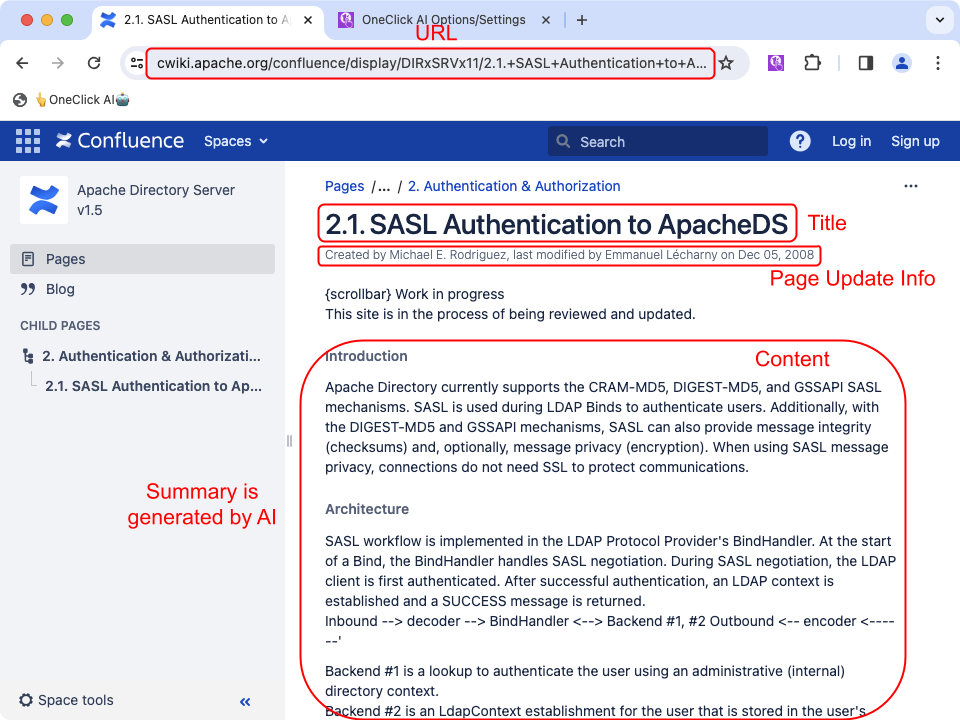 2.1. SASL Authentication to A
OneClick AI Options/Settings
URL
cwiki.apache.org/confluence/display/DIRxSRVx11/2.1.+SASL+Authentication+to+A...
👆OneClick AI🤖
Confluence
Spaces
Search
Log in
Sign up
Apache Directory Server
v1.5
Pages
Blog
CHILD PAGES
2. Authentication & Authorizati...
2.1. SASL Authentication to Ap...
Summary is
generated by AI
Space tools
Pages /... / 2. Authentication & Authorization
2.1. SASL Authentication to ApacheDS
Title
Created by Michael E. Rodriguez, last modified by Emmanuel Lécharny on Dec 05, 2008
Page Update Info
{scrollbar} Work in progress
This site is in the process of being reviewed and updated.
Introduction
Content
Apache Directory currently supports the CRAM-MD5, DIGEST-MD5, and GSSAPI SASL
mechanisms. SASL is used during LDAP Binds to authenticate users. Additionally, with
the DIGEST-MD5 and GSSAPI mechanisms, SASL can also provide message integrity
(checksums) and, optionally, message privacy (encryption). When using SASL message
privacy, connections do not need SSL to protect communications.
Architecture
SASL workflow is implemented in the LDAP Protocol Provider's BindHandler. At the start
of a Bind, the BindHandler handles SASL negotiation. During SASL negotiation, the LDAP
client is first authenticated. After successful authentication, an LDAP context is
established and a SUCCESS message is returned.
Inbound --> decoder --> BindHandler <--> Backend #1, #2 Outbound <-- encoder <----
--'
Backend #1 is a lookup to authenticate the user using an administrative (internal)
directory context.
Backend #2 is an LdapContext establishment for the user that is stored in the user's